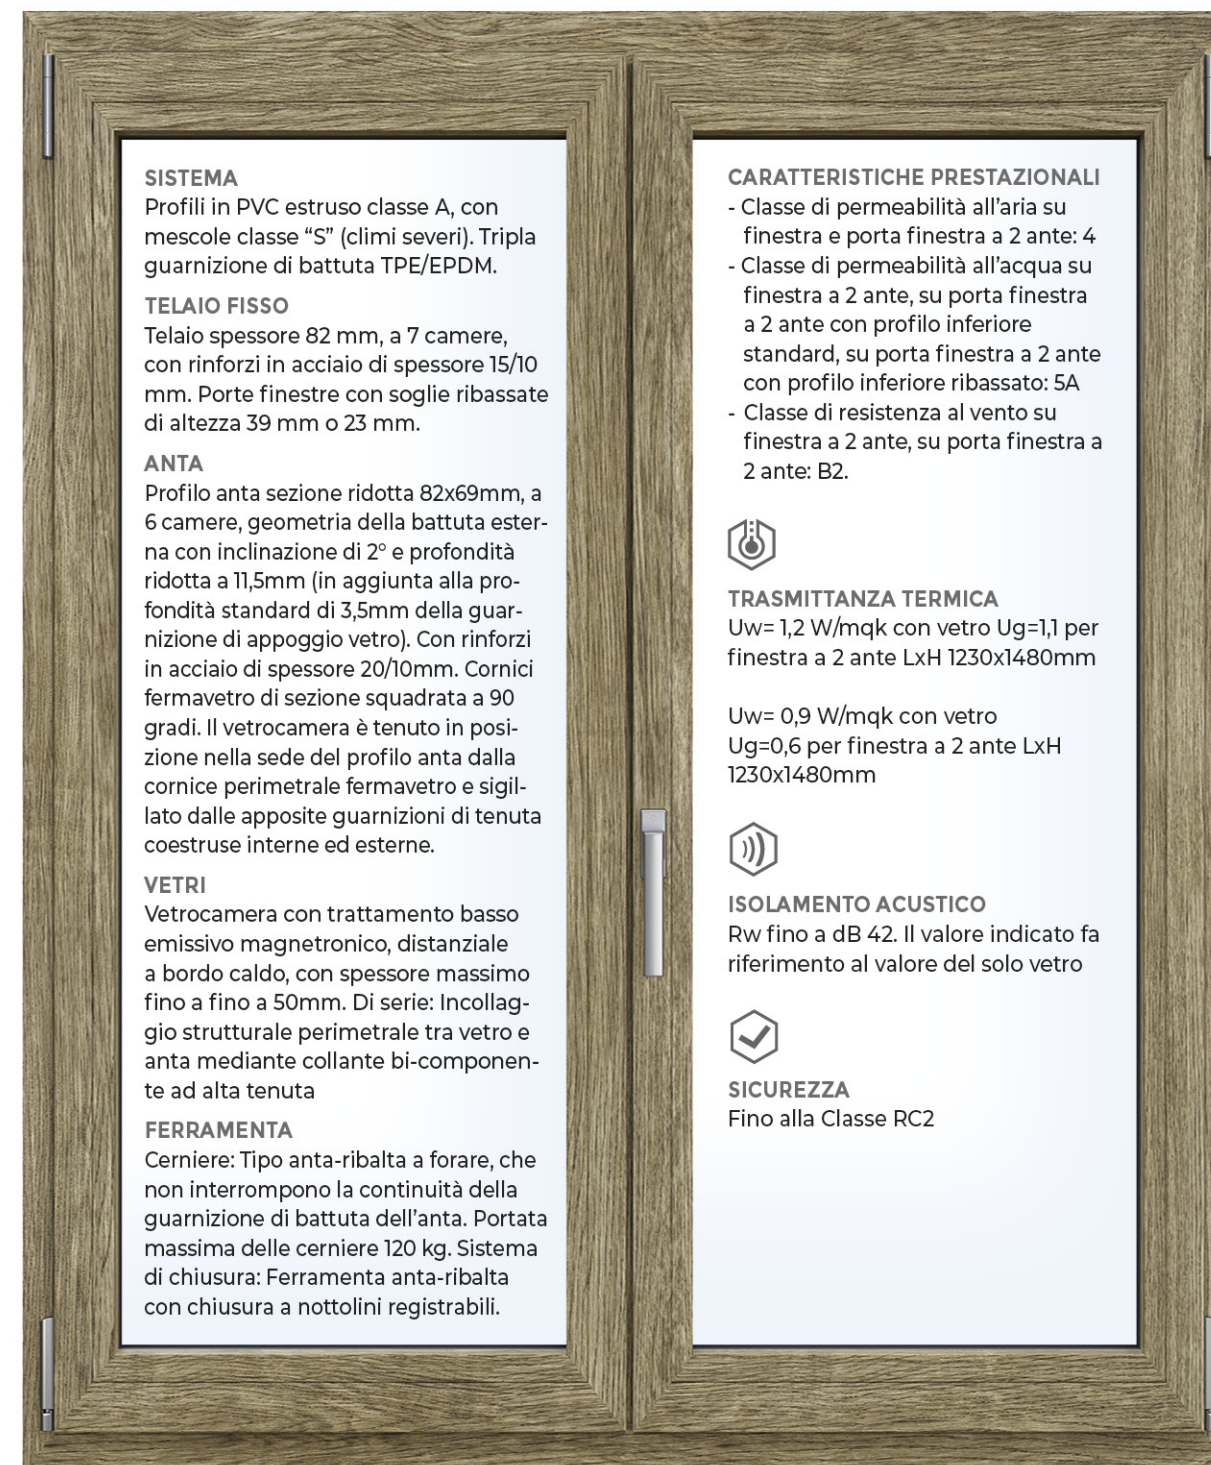 SISTEMA
Profili in PVC estruso classe A, con
mescole classe “S” (climi severi). Tripla
guarnizione di battuta TPE/EPDM.
TELAIO FISSO
Telaio spessore 82 mm, a 7 camere,
con rinforzi in acciaio di spessore 15/10
mm. Porte finestre con soglie ribassate
di altezza 39 mm o 23 mm.
ANTA
Profilo anta sezione ridotta 82x69mm, a
6 camere, geometria della battuta ester-
na con inclinazione di 2° e profondità
ridotta a 11,5mm (in aggiunta alla pro-
fondità standard di 3,5mm della guar-
nizione di appoggio vetro). Con rinforzi
in acciaio di spessore 20/10mm. Cornici
fermavetro di sezione squadrata a 90
gradi. Il vetrocamera è tenuto in posi-
zione nella sede del profilo anta dalla
cornice perimetrale fermavetro e sigil-
lato dalle apposite guarnizioni di tenuta
coestruse interne ed esterne.
VETRI
Vetrocamera con trattamento basso
emissivo magnetronico, distanziale
a bordo caldo, con spessore massimo
fino a fino a 50mm. Di serie: Incollag-
gio strutturale perimetrale tra vetro e
anta mediante collante bi-componen-
te ad alta tenuta
FERRAMENTA
Cerniere: Tipo anta-ribalta a forare, che
non interrompono la continuità della
guarnizione di battuta dell’anta. Portata
massima delle cerniere 120 kg. Sistema
di chiusura: Ferramenta anta-ribalta
con chiusura a nottolini registrabili.
CARATTERISTICHE PRESTAZIONALI
- Classe di permeabilità all’aria su
finestra e porta finestra a 2 ante: 4
- Classe di permeabilità all’acqua su
finestra a 2 ante, su porta finestra
a 2 ante con profilo inferiore
standard, su porta finestra a 2 ante
con profilo inferiore ribassato: 5A
- Classe di resistenza al vento su
finestra a 2 ante, su porta finestra a
2 ante: B2.
TRASMITTANZA TERMICA
Uw= 1,2 W/mqk con vetro Ug=1,1 per
finestra a 2 ante LxH 1230x1480mm
Uw= 0,9 W/mqk con vetro
Ug=0,6 per finestra a 2 ante LxH
1230x1480mm
ISOLAMENTO ACUSTICO
Rw fino a dB 42. Il valore indicato fa
riferimento al valore del solo vetro
SICUREZZA
Fino alla Classe RC2